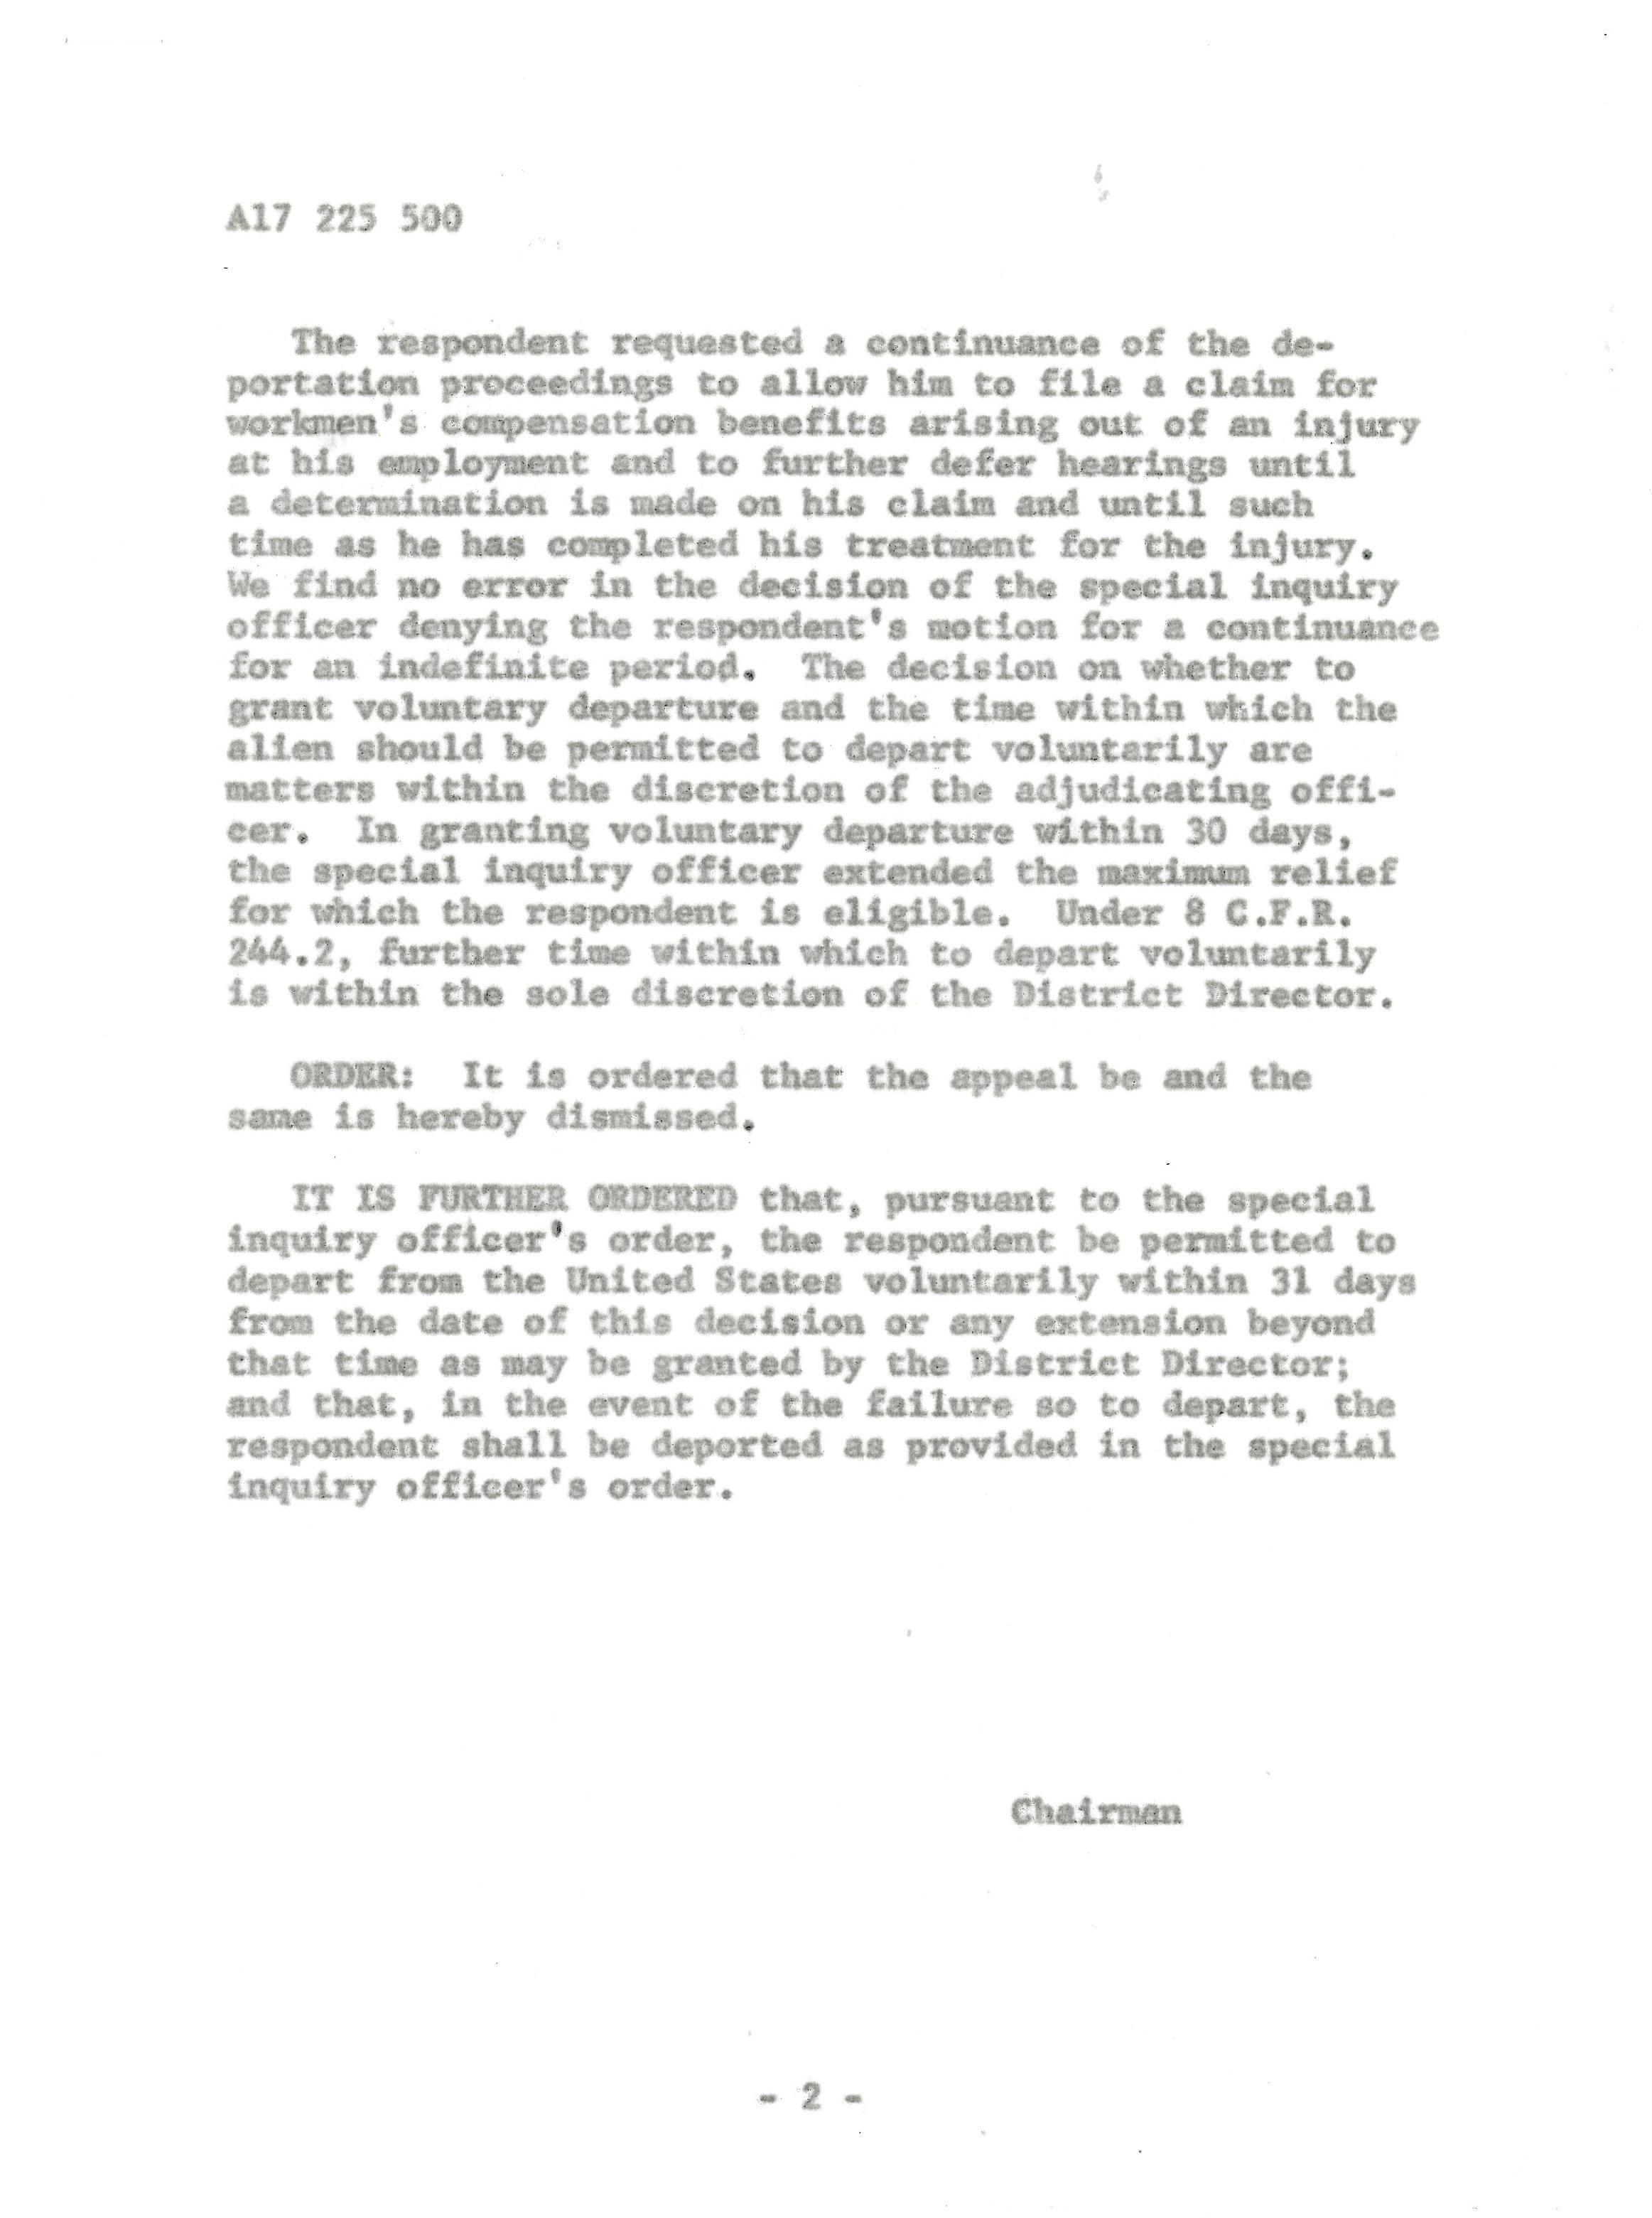 A17 225 500
The respondent requested a continuance of the de-
portation proceedings to allow him to file a claim for
workmen's compensation benefits arising out of an injury
at his employment and to further defer hearings until
a determination is made on his claim and until such
time as he has completed his treatment for the injury.
We find no error in the decision of the special inquiry
officer denying the respondent's motion for a continuance
for an indefinite period. The decision on whether to
grant voluntary departure and the time within which the
alien should be permitted to depart voluntarily are
matters within the discretion of the adjudicating offi-
cer. In granting voluntary departure within 30 days,
the special inquiry officer extended the maximum relief
for which the respondent is eligible. Under 8 C.F.R.
244.2, further time within which to depart voluntarily
is within the sole discretion of the District Director.
ORDER: It is ordered that the appeal be and the
same is hereby dismissed.
IT IS FURTHER ORDERED that, pursuant to the special
inquiry officer's order, the respondent be permitted to
depart from the United States voluntarily within 31 days
from the date of this decision or any extension beyond
that time as may be granted by the District Director;
and that, in the event of the failure so to depart, the
respondent shall be deported as provided in the special
inquiry officer's order.
Chairman
- 2 -